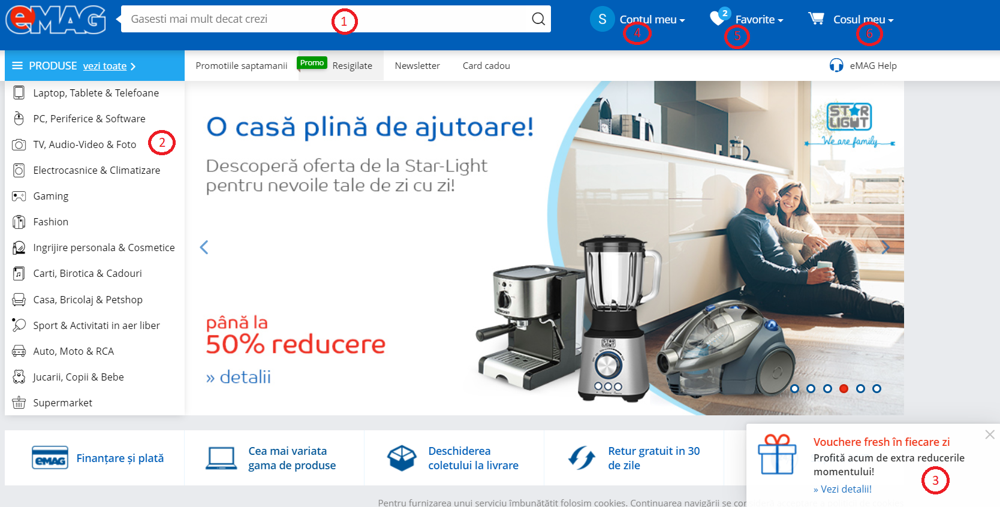 eMAG
Gasesti mai mult decat crezi
1
S
Contul meu
4
2
Favorite
5
Cosul meu
6
PRODUSE vezi toate
Promotiile saptamanii
Promo
Resigilate
Newsletter
Card cadou
eMAG Help
Laptop, Tablete & Telefoane
PC, Periferice & Software
TV, Audio-Video & Foto
2
Electrocasnice & Climatizare
Gaming
Fashion
Ingrijire personala & Cosmetice
Carti, Birotica & Cadouri
Casa, Bricolaj & Petshop
Sport & Activitati in aer liber
Auto, Moto & RCA
Jucarii, Copii & Bebe
Supermarket
O casă plină de ajutoare!
Descoperă oferta de la Star-Light
pentru nevoile tale de zi cu zi!
până la
50% reducere
» detalii
STAR
LIGHT
We are family
STAR
LIGHT
eMAG
Finanțare și plată
Cea mai variata
gama de produse
Deschiderea
coletului la livrare
Retur gratuit in 30
de zile
Vouchere fresh în fiecare zi
Profită acum de extra reducerile
momentului!
» Vezi detalii!
3
Pentru furnizarea unui serviciu îmbunătățit folosim cookies. Continuarea navigării se